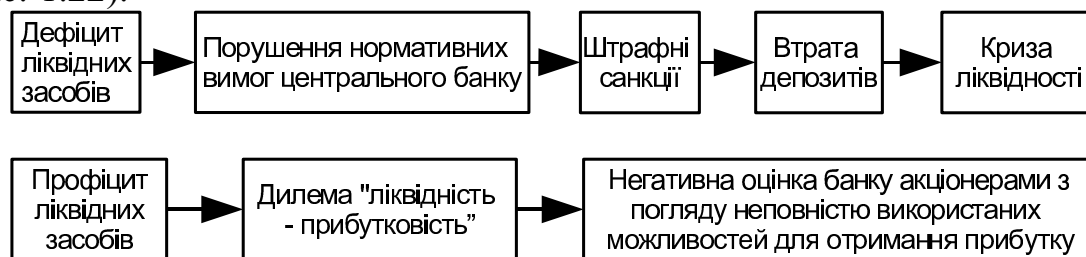 Дефіцит
ліквідних
засобів
Порушення нормативних
вимог центрального банку
Штрафні
санкції
Втрата
депозитів
Криза
ліквідності
Профіцит
ліквідних
засобів
Дилема "ліквідність
- прибутковість”
Негативна оцінка банку акціонерами з
погляду неповністю використаних
можливостей для отримання прибутку